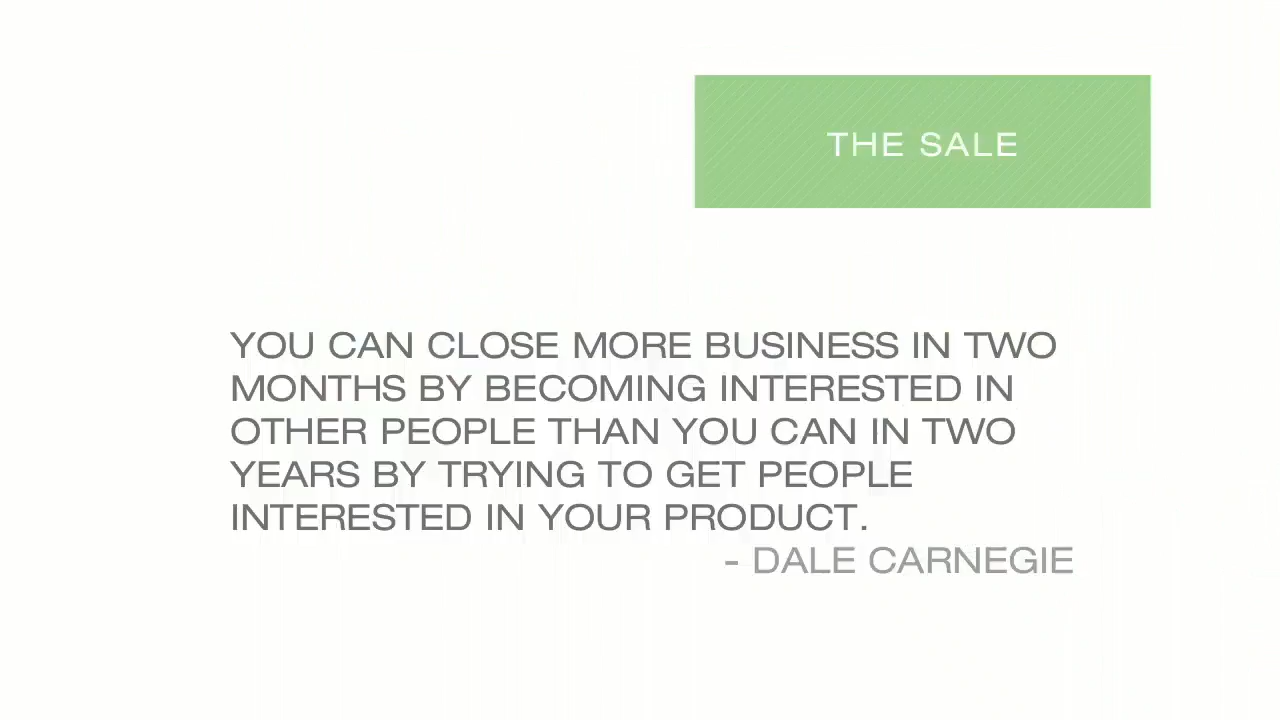 THE SALE
YOU CAN CLOSE MORE BUSINESS IN TWO
MONTHS BY BECOMING INTERESTED IN
OTHER PEOPLE THAN YOU CAN IN TWO
YEARS BY TRYING TO GET PEOPLE
INTERESTED IN YOUR PRODUCT.
- DALE CARNEGIE